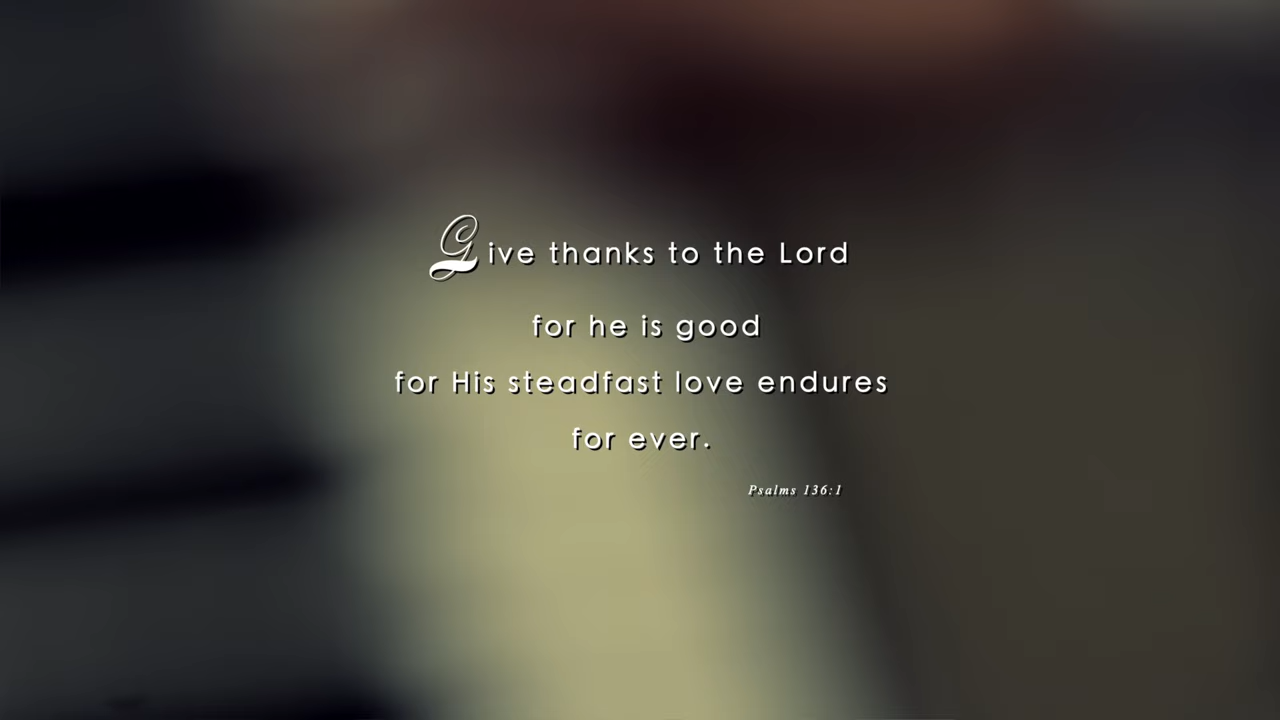 Give thanks to the Lord
for he is good
for His steadfast love endures
for ever.
Psalms 136:1